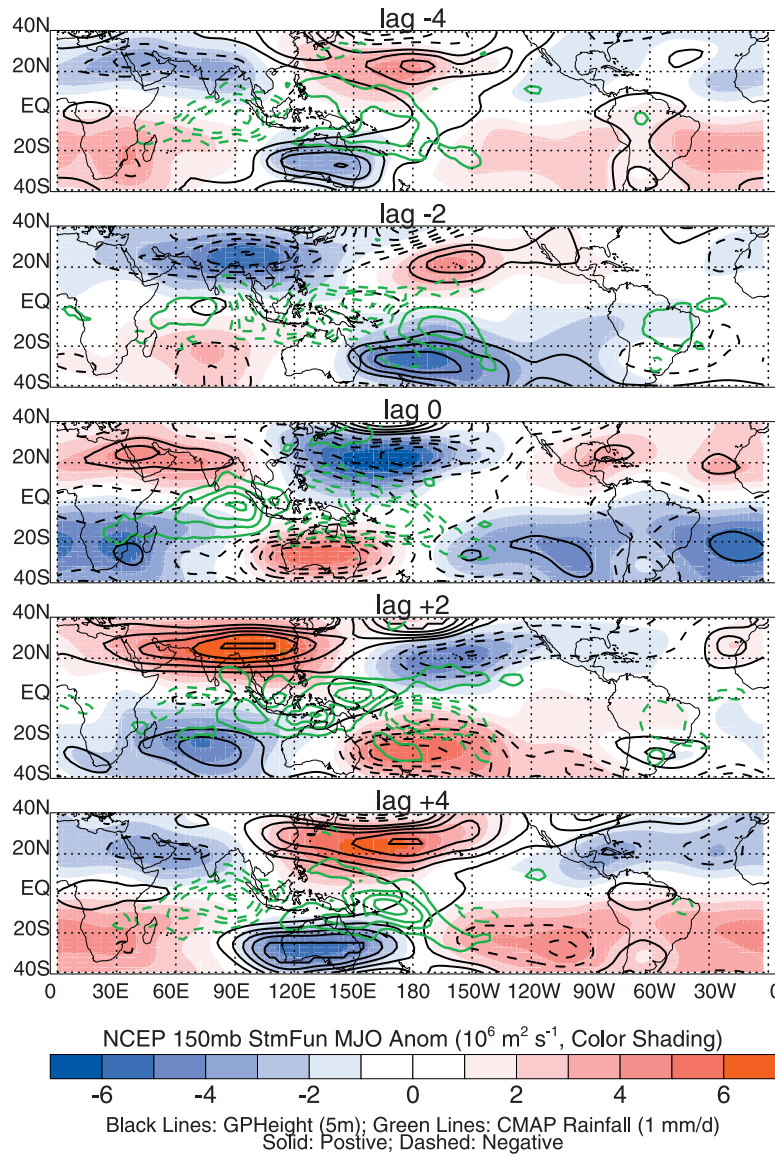 lag -4
40N
20N
EQ
20S
40S
lag -2
40N
20N
EQ
20S
40S
lag 0
40N
20N
EQ
20S
40S
lag +2
40N
20N
EQ
20S
40S
lag +4
40N
20N
EQ
20S
40S
0 30E 60E 90E 120E 150E 180 150W 120W 90W 60W 30W 0
NCEP 150mb StmFun MJO Anom (10⁶ m² s⁻¹, Color Shading)
-6 -4 -2 0 2 4 6
Black Lines: GPHeight (5m); Green Lines: CMAP Rainfall (1 mm/d)
Solid: Postive; Dashed: Negative